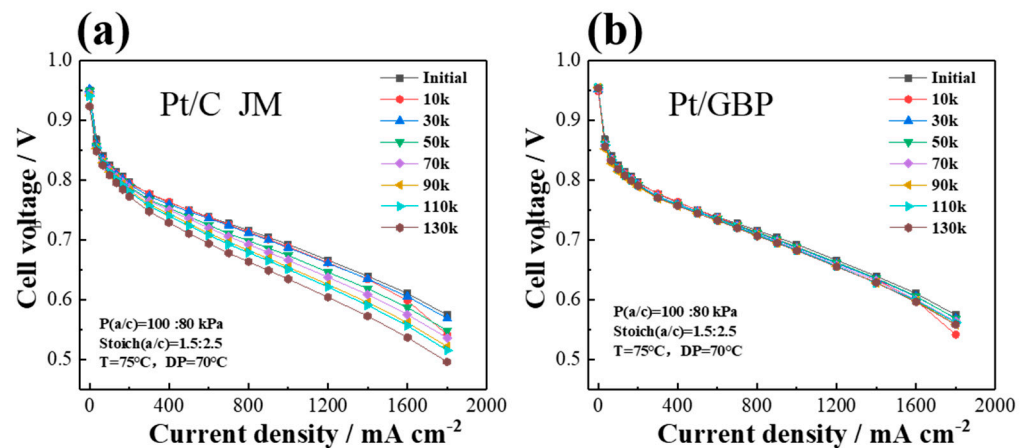 (a)
Pt/C JM
Initial
10k
30k
50k
70k
90k
110k
130k
P(a/c)=100 :80 kPa
Stoich(a/c)=1.5:2.5
T=75°C, DP=70°C
Cell voltage / V
1.0
0.9
0.8
0.7
0.6
0.5
0 400 800 1200 1600 2000
Current density / mA cm-2
(b)
Pt/GBP
Initial
10k
30k
50k
70k
90k
110k
130k
P(a/c)=100 :80 kPa
Stoich(a/c)=1.5:2.5
T=75°C, DP=70°C
Cell voltage / V
1.0
0.9
0.8
0.7
0.6
0.5
0 400 800 1200 1600 2000
Current density / mA cm-2